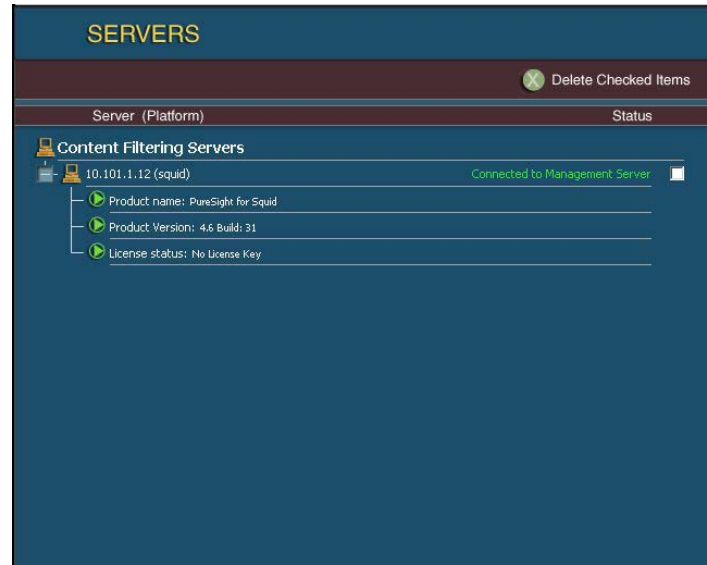 SERVERS
Delete Checked Items
Server (Platform) Status
Content Filtering Servers
10.101.1.12 (squid) Connected to Management Server
Product name: PureSight for Squid
Product Version: 4.6 Build: 31
License status: No License Key